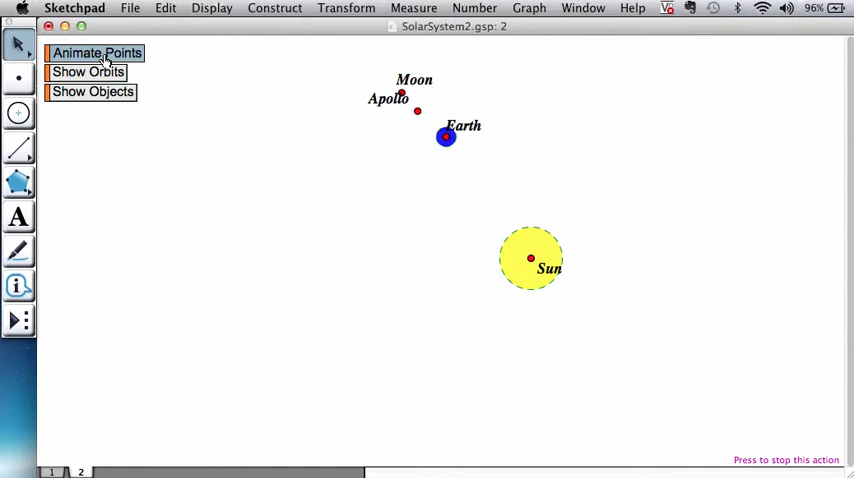 Sketchpad File Edit Display Construct Transform Measure Number Graph Window Help 96%
SolarSystem2.gsp: 2
Animate Points
Show Orbits
Show Objects
Moon
Apollo
Earth
Sun
A
Press to stop this action
1 2